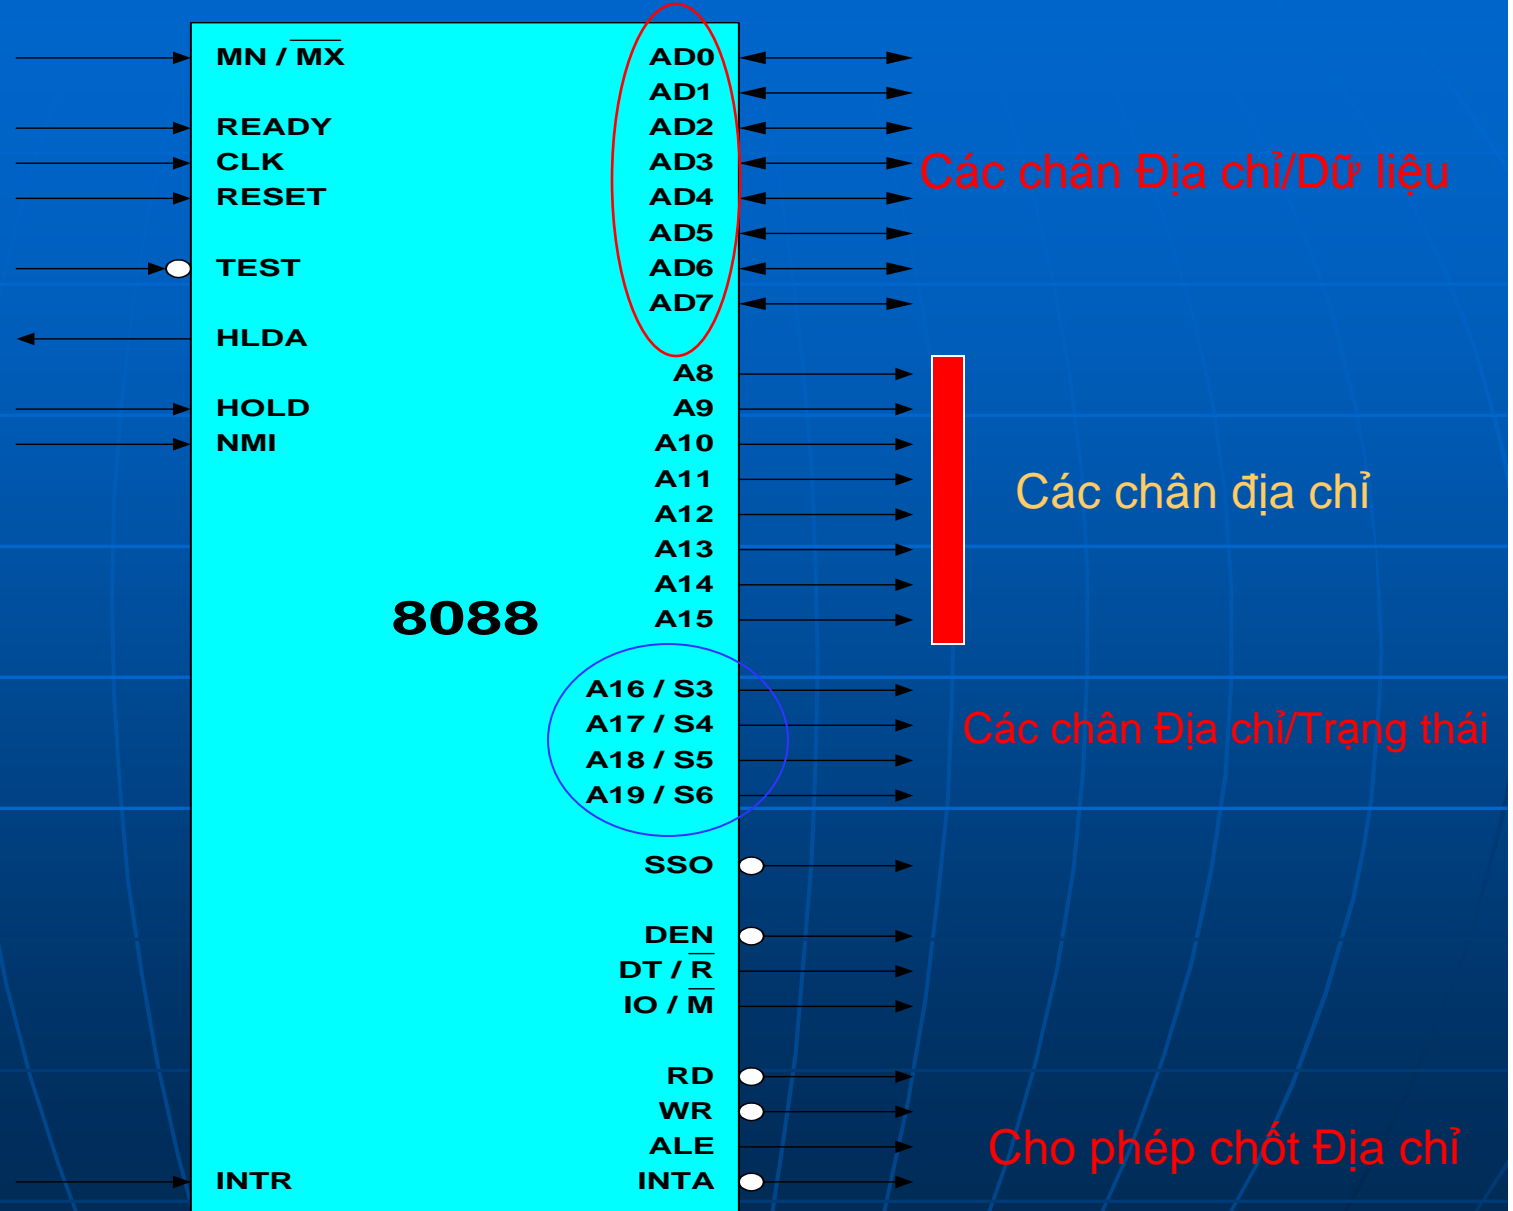 MN / MX
READY
CLK
RESET
TEST
HLDA
HOLD
NMI
INTR
8088
AD0
AD1
AD2
AD3
AD4
AD5
AD6
AD7
A8
A9
A10
A11
A12
A13
A14
A15
A16 / S3
A17 / S4
A18 / S5
A19 / S6
SSO
DEN
DT / R
IO / M
RD
WR
ALE
INTA
Các chân Địa chỉ/Dữ liệu
Các chân địa chỉ
Các chân Địa chỉ/Trạng thái
Cho phép chốt Địa chỉ